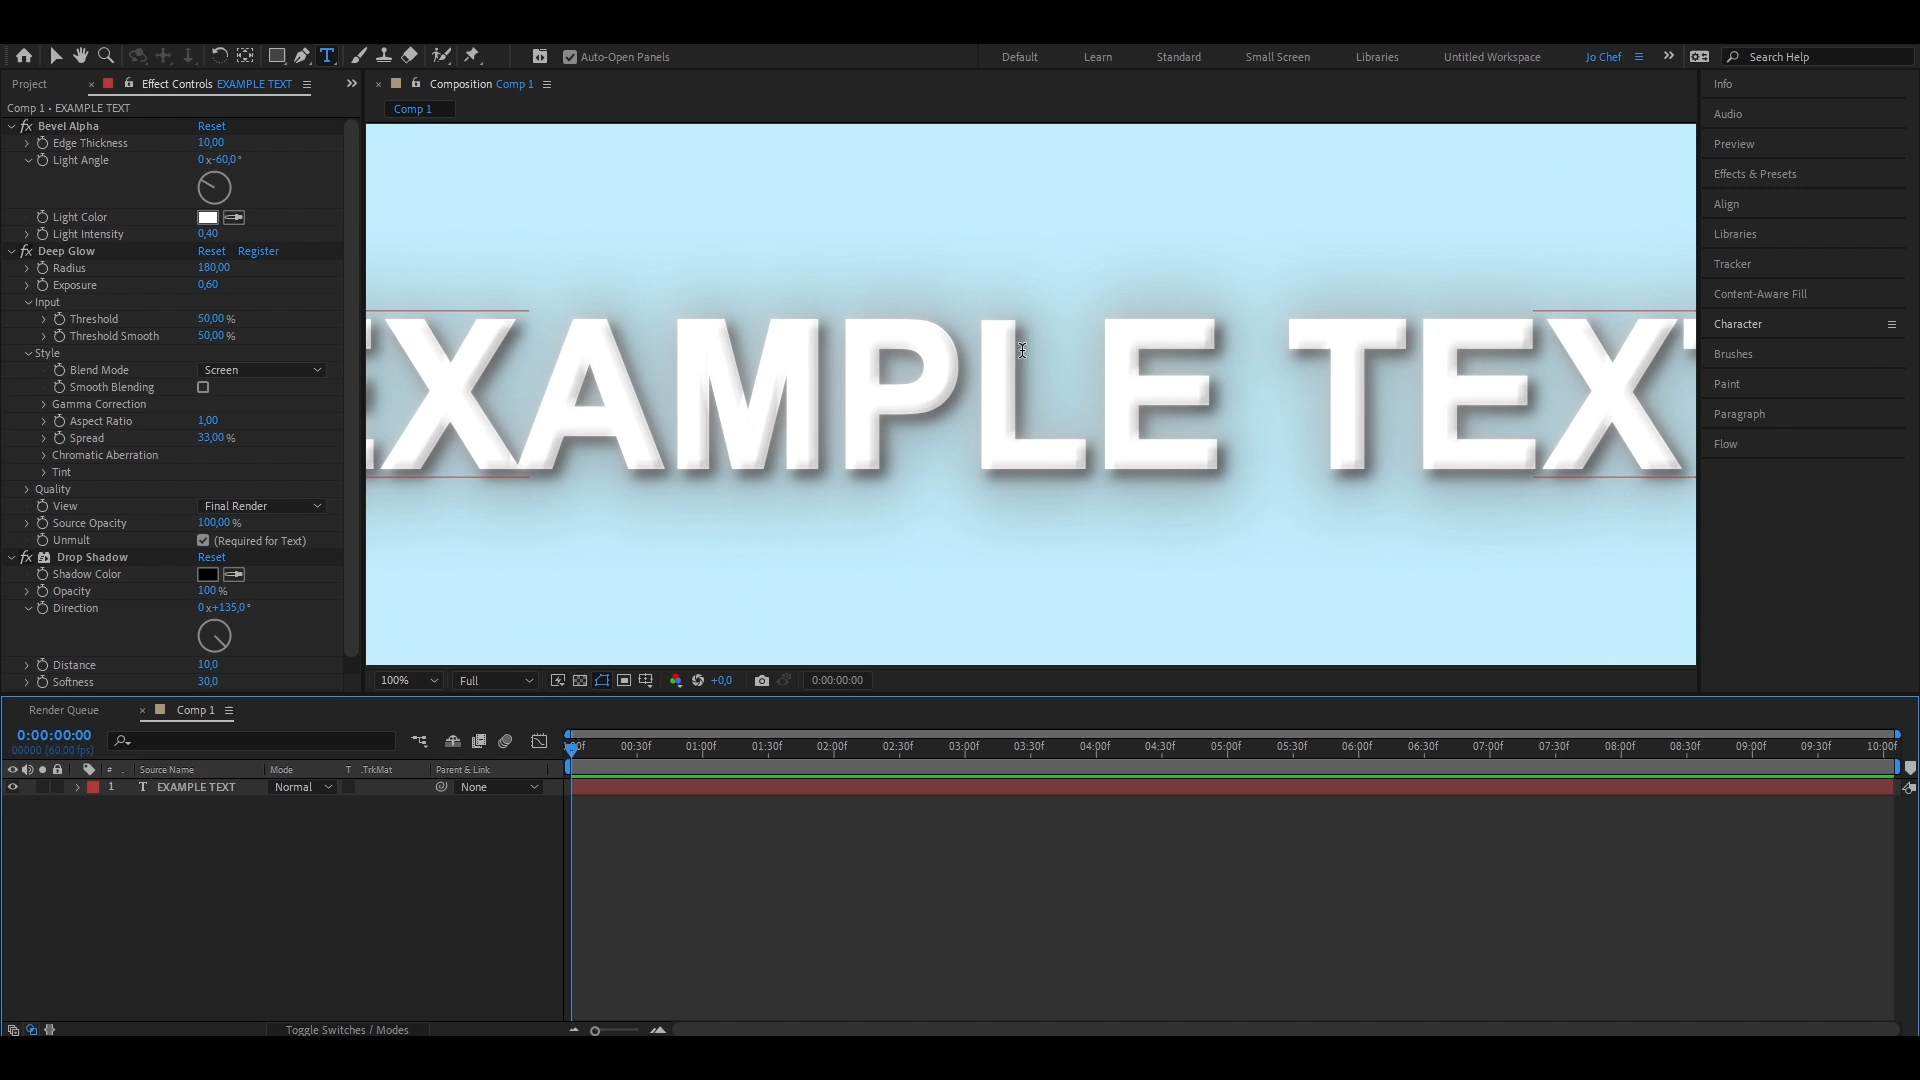 Auto-Open Panels Default Learn Standard Small Screen Libraries Untitled Workspace Jo Chef Search Help
Project Effect Controls EXAMPLE TEXT
Comp 1 • EXAMPLE TEXT
Bevel Alpha Reset
Edge Thickness 10,00
Light Angle 0 x-60,0°
Light Color
Light Intensity 0,40
Deep Glow Reset Register
Radius 180,00
Exposure 0,60
Input
Threshold 50,00 %
Threshold Smooth 50,00 %
Style
Blend Mode Screen
Smooth Blending
Gamma Correction
Aspect Ratio 1,00
Spread 33,00 %
Chromatic Aberration
Tint
Quality
View Final Render
Source Opacity 100,00 %
Unmult (Required for Text)
Drop Shadow Reset
Shadow Color
Opacity 100 %
Direction 0 x+135,0°
Distance 10,0
Softness 30,0
Composition Comp 1
Comp 1
EXAMPLE TEXT
100% Full +0,0 0:00:00:00
Info
Audio
Preview
Effects & Presets
Align
Libraries
Tracker
Content-Aware Fill
Character
Brushes
Paint
Paragraph
Flow
Render Queue Comp 1
0:00:00:00
00000 (60.00 fps)
00:30f 01:00f 01:30f 02:00f 02:30f 03:00f 03:30f 04:00f 04:30f 05:00f 05:30f 06:00f 06:30f 07:00f 07:30f 08:00f 08:30f 09:00f 09:30f 10:00f
# . Source Name Mode T .TrkMat Parent & Link
1 T EXAMPLE TEXT Normal None
Toggle Switches / Modes